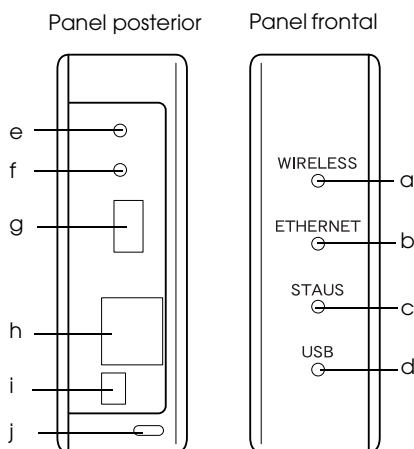 Panel posterior
Panel frontal
e
f
g
h
i
j
WIRELESS
a
ETHERNET
b
STAUS
c
USB
d